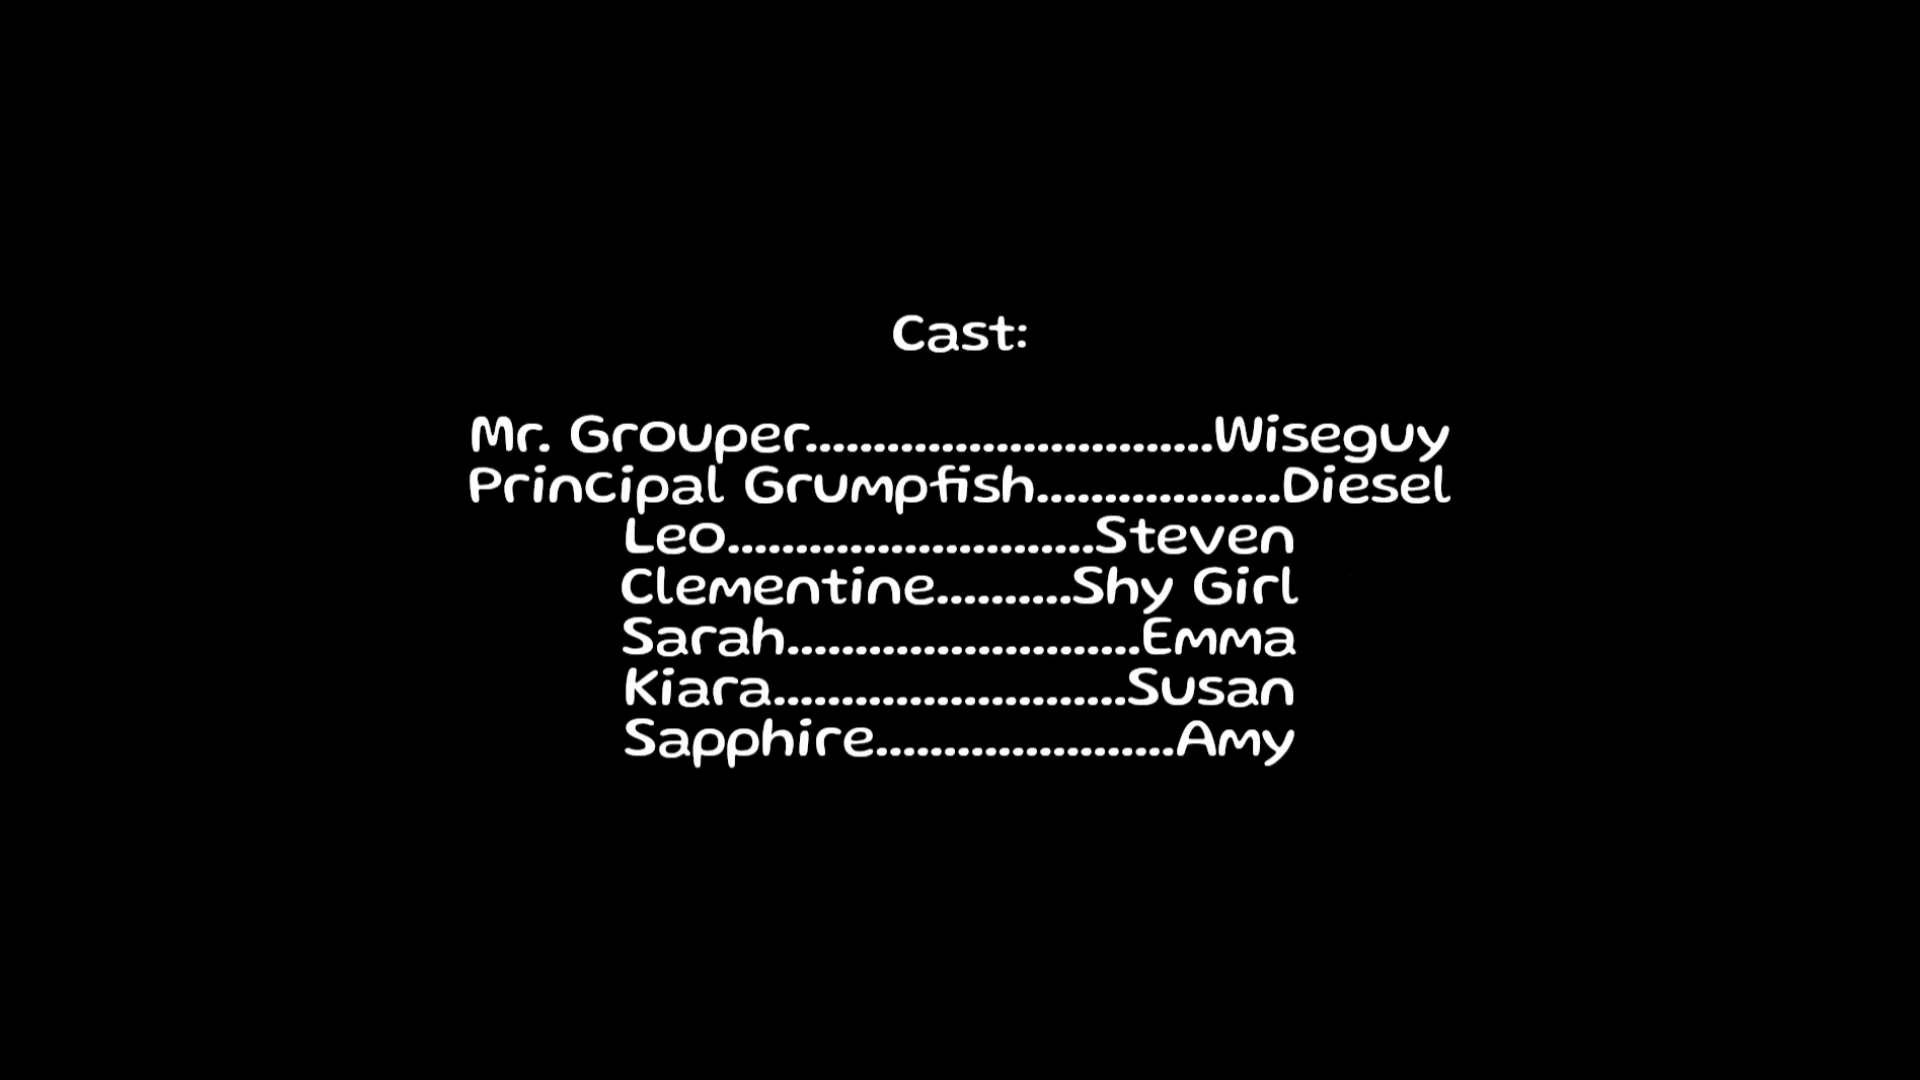 Cast:
Mr. Grouper..............................Wiseguy
Principal Grumpfish..................Diesel
Leo...........................Steven
Clementine..........Shy Girl
Sarah..........................Emma
Kiara..........................Susan
Sapphire......................Amy